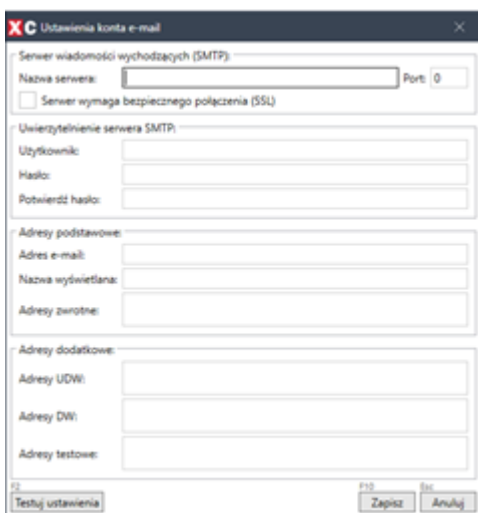 XC Ustawienia konta e-mail
Serwer wiadomości wychodzących (SMTP):
Nazwa serwera: Port: 0
Serwer wymaga bezpiecznego połączenia (SSL)
Uwierzytelnienie serwera SMTP:
Użytkownik:
Hasło:
Potwierdź hasło:
Adresy podstawowe:
Adres e-mail:
Nazwa wyświetlana:
Adresy zwrotne:
Adresy dodatkowe:
Adresy UDW:
Adresy DW:
Adresy testowe:
F2 F10 Esc
Testuj ustawienia Zapisz Anuluj